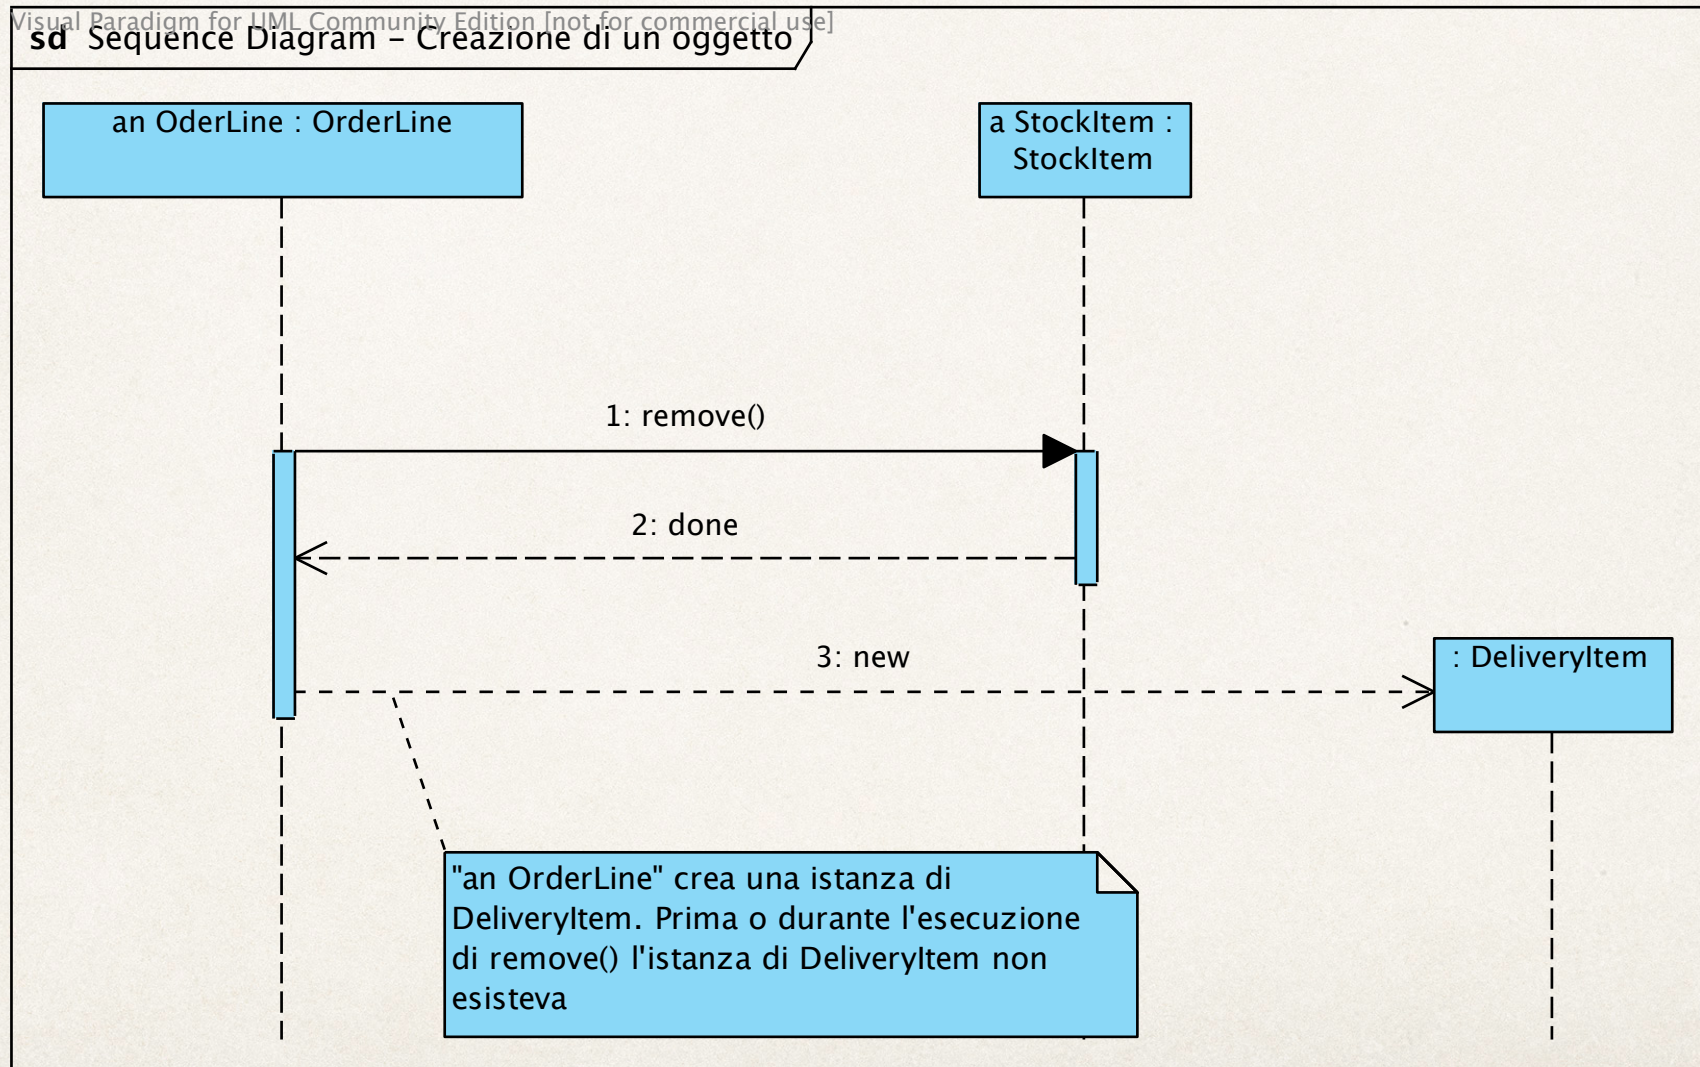 Visual Paradigm for UML Community Edition [not for commercial use]
sd Sequence Diagram – Creazione di un oggetto
an OderLine : OrderLine
a StockItem :
StockItem
1: remove()
2: done
3: new
: DeliveryItem
"an OrderLine" crea una istanza di
DeliveryItem. Prima o durante l'esecuzione
di remove() l'istanza di DeliveryItem non
esisteva